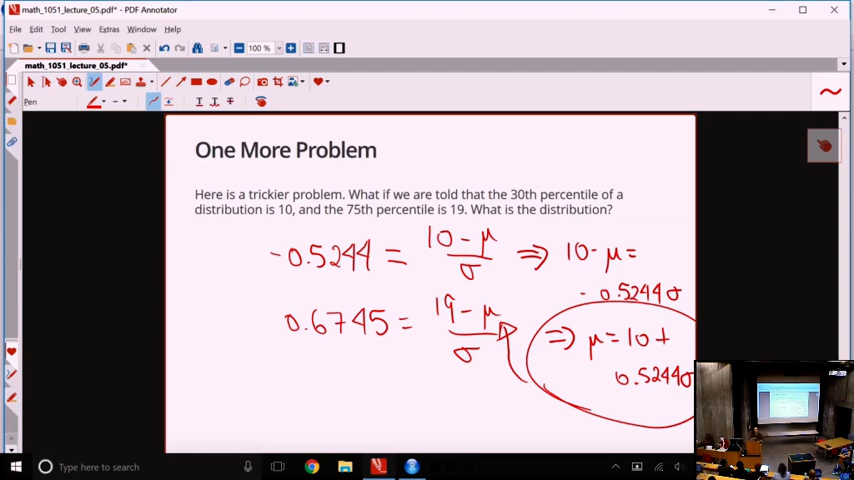 math_1051_lecture_05.pdf* - PDF Annotator
File Edit Tool View Extras Window Help
100 %
math_1051_lecture_05.pdf*
Pen
One More Problem
Here is a trickier problem. What if we are told that the 30th percentile of a
distribution is 10, and the 75th percentile is 19. What is the distribution?
-0.5244 = (10-μ)/σ ⇒ 10-μ =
- 0.5244σ
0.6745 = (19-μ)/σ ⇒ μ = 10 +
0.5244σ
Type here to search